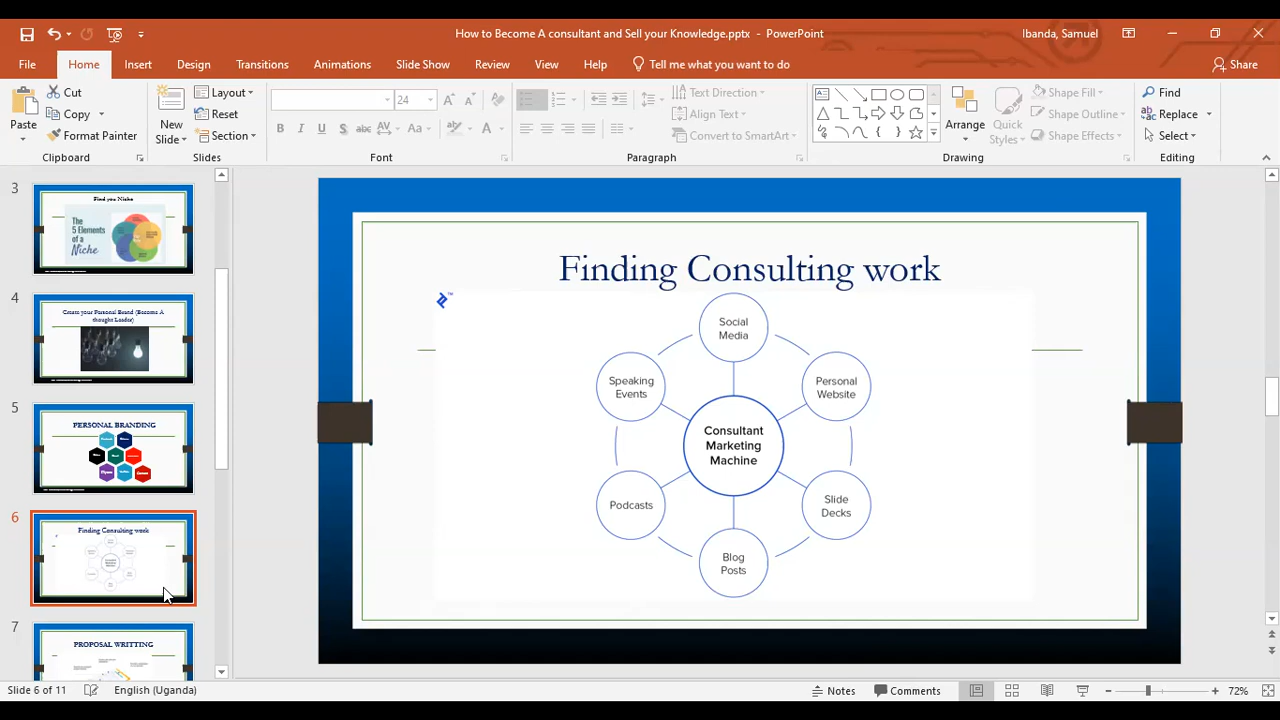 How to Become A consultant and Sell your Knowledge.pptx - PowerPoint
Ibanda, Samuel
File Home Insert Design Transitions Animations Slide Show Review View Help Tell me what you want to do Share
Paste
Cut
Copy
Format Painter
Clipboard
New
Slide
Layout
Reset
Section
Slides
24
B I U S abc AV Aa A
Font
Text Direction
Align Text
Convert to SmartArt
Paragraph
Arrange
Quick
Styles
Shape Fill
Shape Outline
Shape Effects
Drawing
Find
Replace
Select
Editing
3
Find you Niche
The
5 Elements
of a
Niche
4
Create your Personal Brand (Become A
thought Leader)
5
PERSONAL BRANDING
6
Finding Consulting work
7
PROPOSAL WRITTING
Finding Consulting work
Social
Media
Speaking
Events
Personal
Website
Consultant
Marketing
Machine
Podcasts
Slide
Decks
Blog
Posts
Slide 6 of 11 English (Uganda) Notes Comments 72%